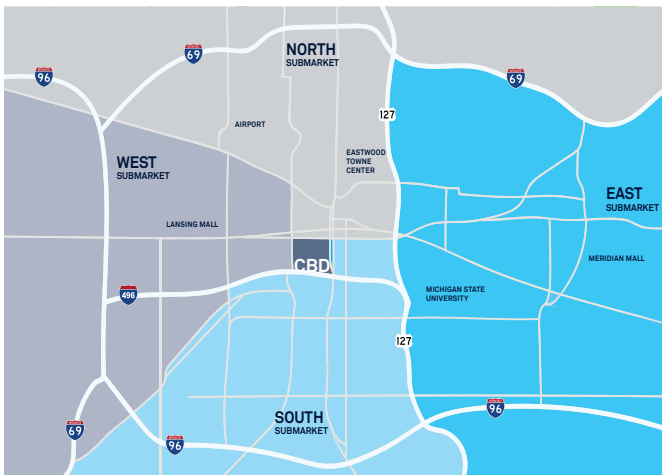 NORTH
SUBMARKET
69
96
69
127
AIRPORT
EASTWOOD
TOWNE
CENTER
WEST
SUBMARKET
EAST
SUBMARKET
LANSING MALL
MERIDIAN MALL
CBD
496
MICHIGAN STATE
UNIVERSITY
127
96
SOUTH
SUBMARKET
69
96